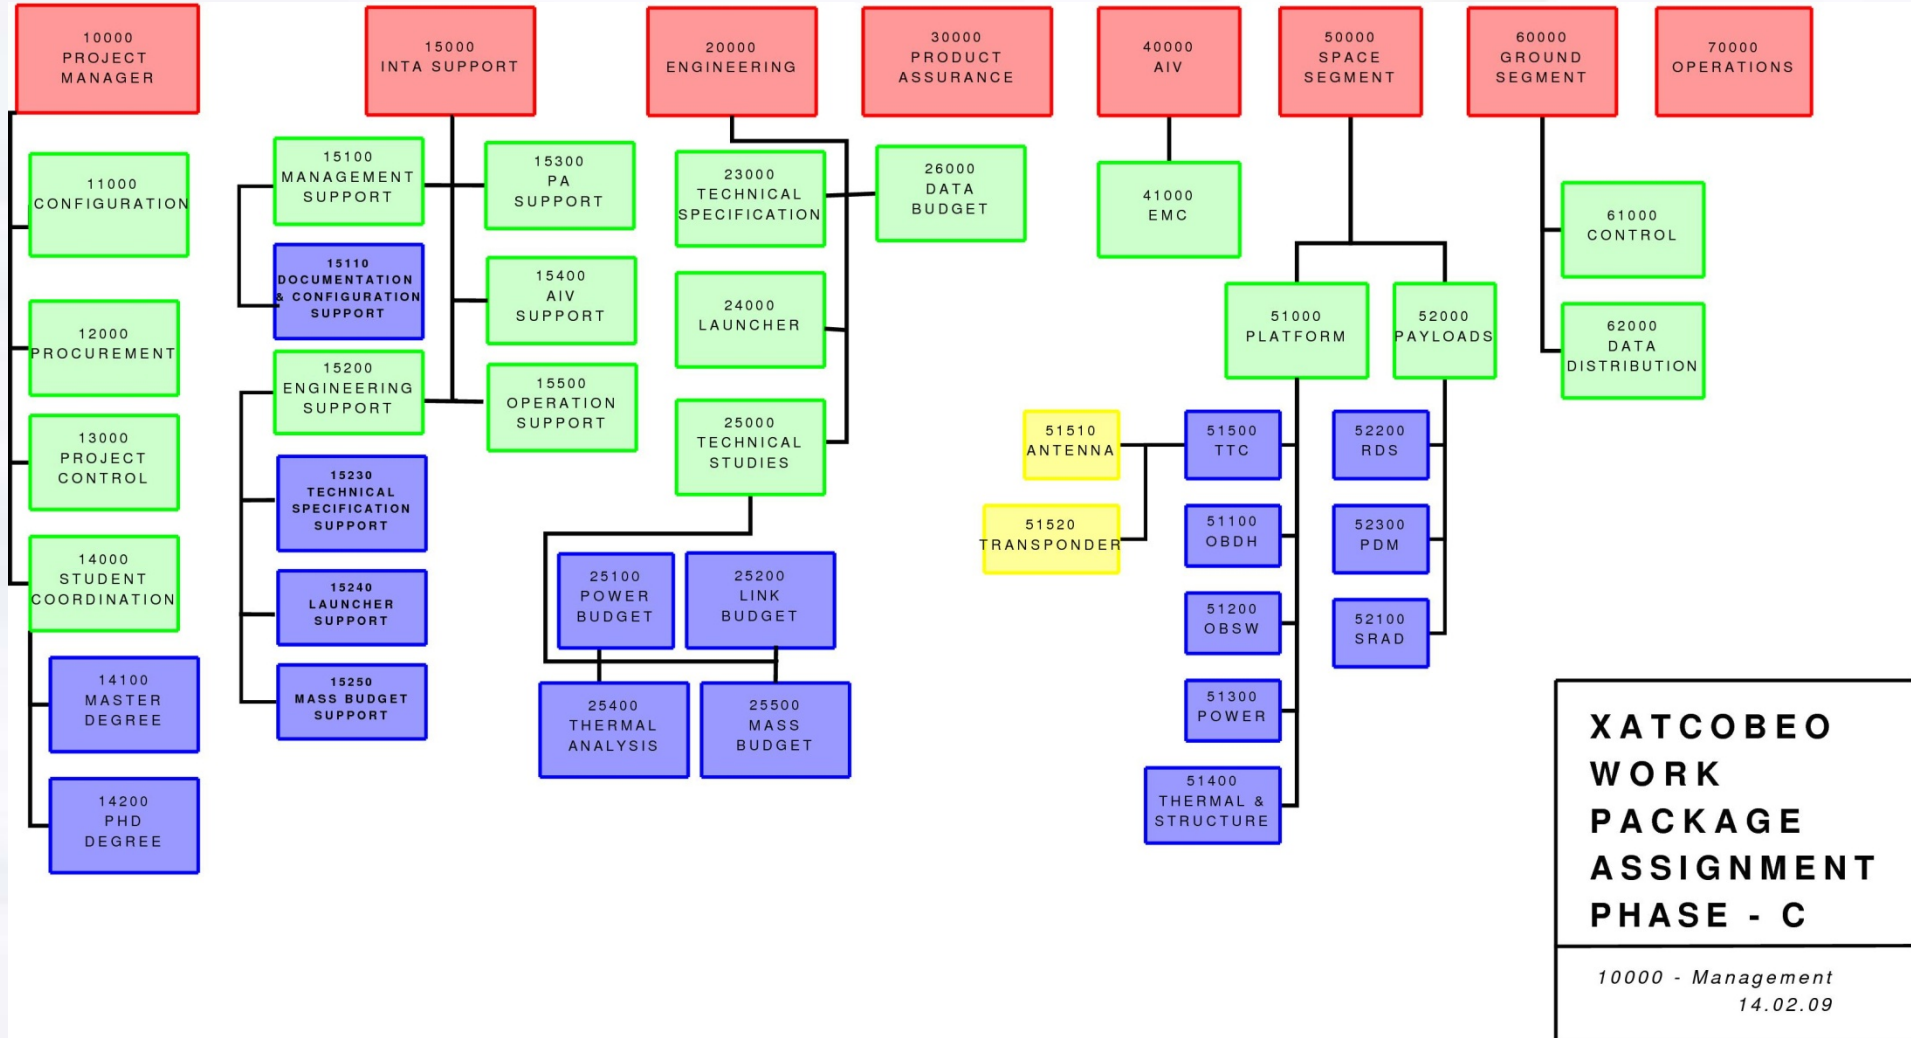 10000
PROJECT
MANAGER
15000
INTA SUPPORT
20000
ENGINEERING
30000
PRODUCT
ASSURANCE
40000
AIV
50000
SPACE
SEGMENT
60000
GROUND
SEGMENT
70000
OPERATIONS
11000
CONFIGURATION
12000
PROCUREMENT
13000
PROJECT
CONTROL
14000
STUDENT
COORDINATION
14100
MASTER
DEGREE
14200
PHD
DEGREE
15100
MANAGEMENT
SUPPORT
15110
DOCUMENTATION
& CONFIGURATION
SUPPORT
15200
ENGINEERING
SUPPORT
15230
TECHNICAL
SPECIFICATION
SUPPORT
15240
LAUNCHER
SUPPORT
15250
MASS BUDGET
SUPPORT
15300
PA
SUPPORT
15400
AIV
SUPPORT
15500
OPERATION
SUPPORT
23000
TECHNICAL
SPECIFICATION
24000
LAUNCHER
25000
TECHNICAL
STUDIES
26000
DATA
BUDGET
25100
POWER
BUDGET
25200
LINK
BUDGET
25400
THERMAL
ANALYSIS
25500
MASS
BUDGET
41000
EMC
51000
PLATFORM
52000
PAYLOADS
51510
ANTENNA
51520
TRANSPONDER
51500
TTC
51100
OBDH
51200
OBSW
51300
POWER
51400
THERMAL &
STRUCTURE
52200
RDS
52300
PDM
52100
SRAD
61000
CONTROL
62000
DATA
DISTRIBUTION
XATCOBEO
WORK
PACKAGE
ASSIGNMENT
PHASE - C
10000 - Management
14.02.09